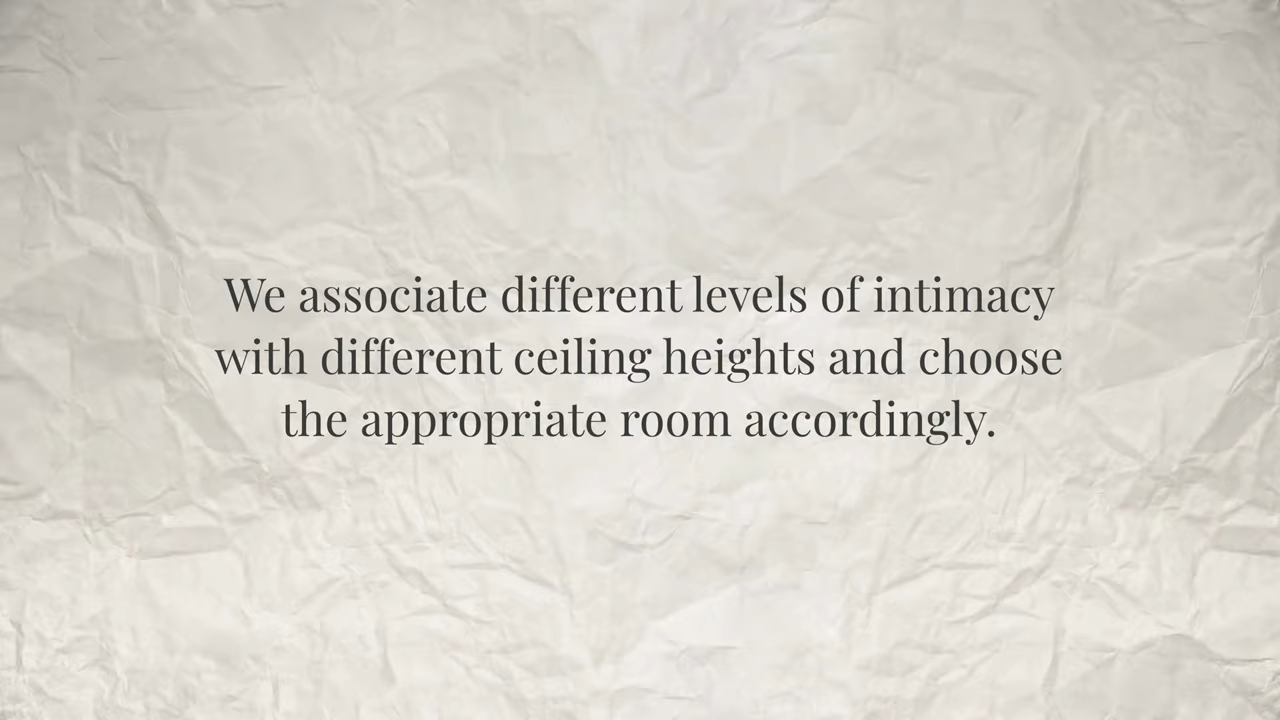 We associate different levels of intimacy
with different ceiling heights and choose
the appropriate room accordingly.